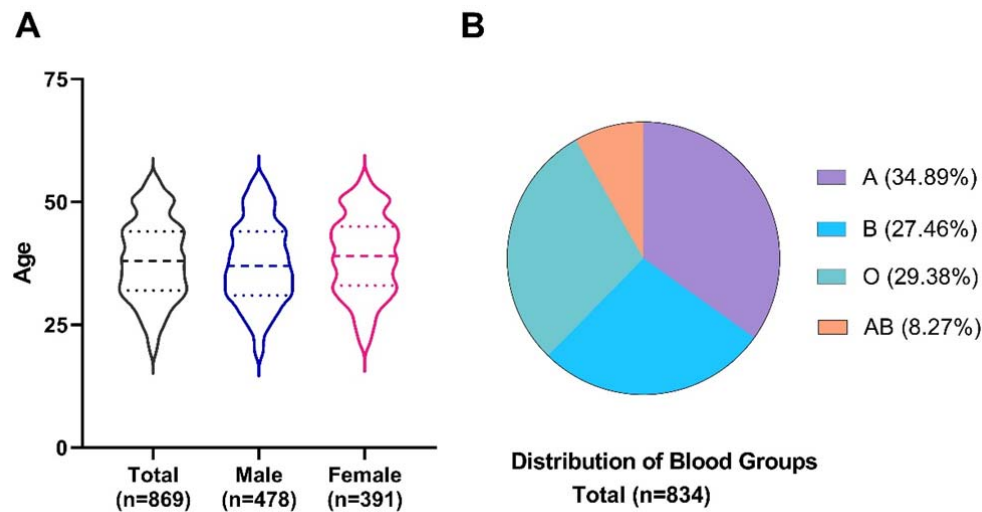 A
B
75
50
25
0
Age
Total
(n=869)
Male
(n=478)
Female
(n=391)
A (34.89%)
B (27.46%)
O (29.38%)
AB (8.27%)
Distribution of Blood Groups
Total (n=834)